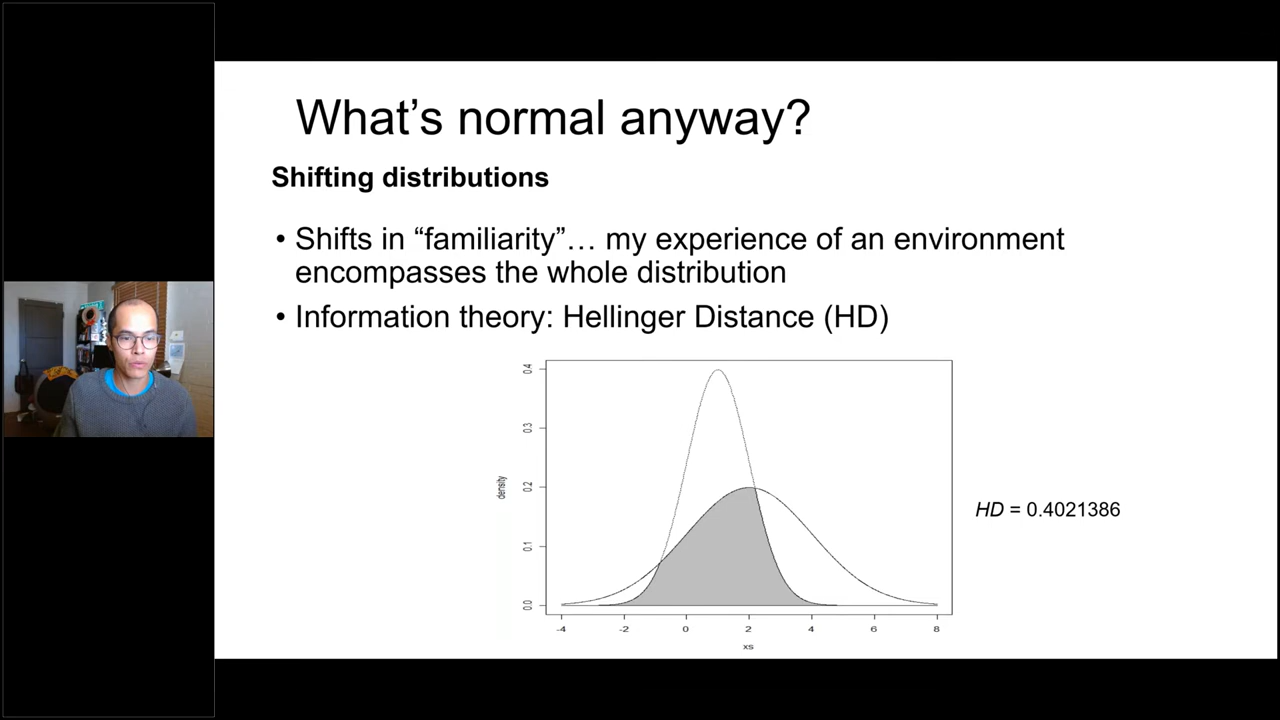 What's normal anyway?
Shifting distributions
• Shifts in “familiarity”… my experience of an environment
encompasses the whole distribution
• Information theory: Hellinger Distance (HD)
0.4
0.3
0.2
0.1
0.0
density
-4 -2 0 2 4 6 8
xs
HD = 0.4021386